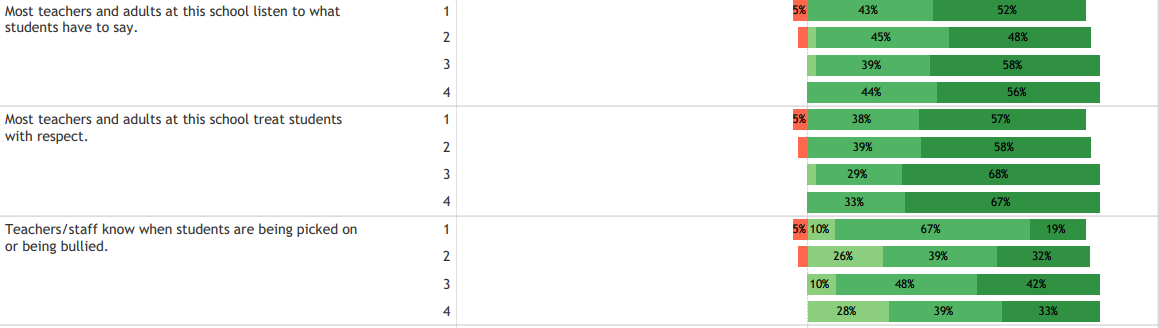 Most teachers and adults at this school listen to what
students have to say.
1 5% 43% 52%
2 45% 48%
3 39% 58%
4 44% 56%
Most teachers and adults at this school treat students
with respect.
1 5% 38% 57%
2 39% 58%
3 29% 68%
4 33% 67%
Teachers/staff know when students are being picked on
or being bullied.
1 5% 10% 67% 19%
2 26% 39% 32%
3 10% 48% 42%
4 28% 39% 33%